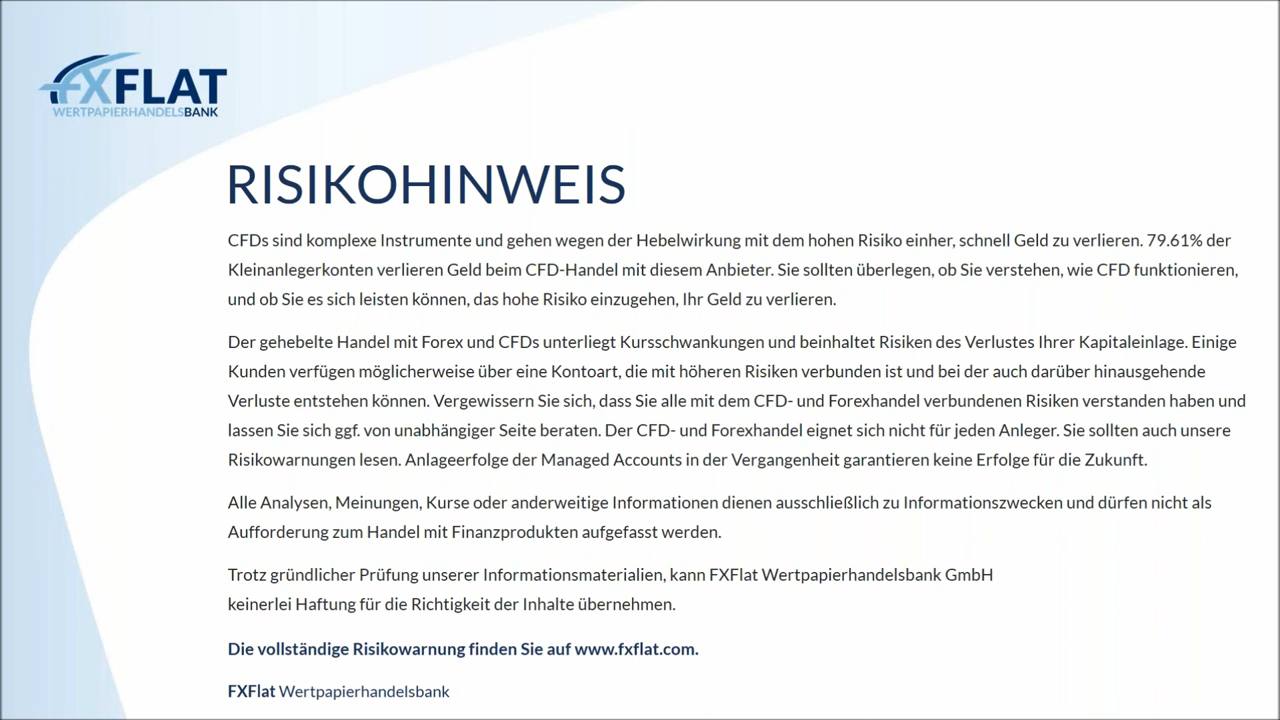 FXFLAT
WERTPAPIERHANDELSBANK
RISIKOHINWEIS
CFDs sind komplexe Instrumente und gehen wegen der Hebelwirkung mit dem hohen Risiko einher, schnell Geld zu verlieren. 79.61% der
Kleinanlegerkonten verlieren Geld beim CFD-Handel mit diesem Anbieter. Sie sollten überlegen, ob Sie verstehen, wie CFD funktionieren,
und ob Sie es sich leisten können, das hohe Risiko einzugehen, Ihr Geld zu verlieren.
Der gehebelte Handel mit Forex und CFDs unterliegt Kursschwankungen und beinhaltet Risiken des Verlustes Ihrer Kapitaleinlage. Einige
Kunden verfügen möglicherweise über eine Kontoart, die mit höheren Risiken verbunden ist und bei der auch darüber hinausgehende
Verluste entstehen können. Vergewissern Sie sich, dass Sie alle mit dem CFD- und Forexhandel verbundenen Risiken verstanden haben und
lassen Sie sich ggf. von unabhängiger Seite beraten. Der CFD- und Forexhandel eignet sich nicht für jeden Anleger. Sie sollten auch unsere
Risikowarnungen lesen. Anlageerfolge der Managed Accounts in der Vergangenheit garantieren keine Erfolge für die Zukunft.
Alle Analysen, Meinungen, Kurse oder anderweitige Informationen dienen ausschließlich zu Informationszwecken und dürfen nicht als
Aufforderung zum Handel mit Finanzprodukten aufgefasst werden.
Trotz gründlicher Prüfung unserer Informationsmaterialien, kann FXFlat Wertpapierhandelsbank GmbH
keinerlei Haftung für die Richtigkeit der Inhalte übernehmen.
Die vollständige Risikowarnung finden Sie auf www.fxflat.com.
FXFlat Wertpapierhandelsbank